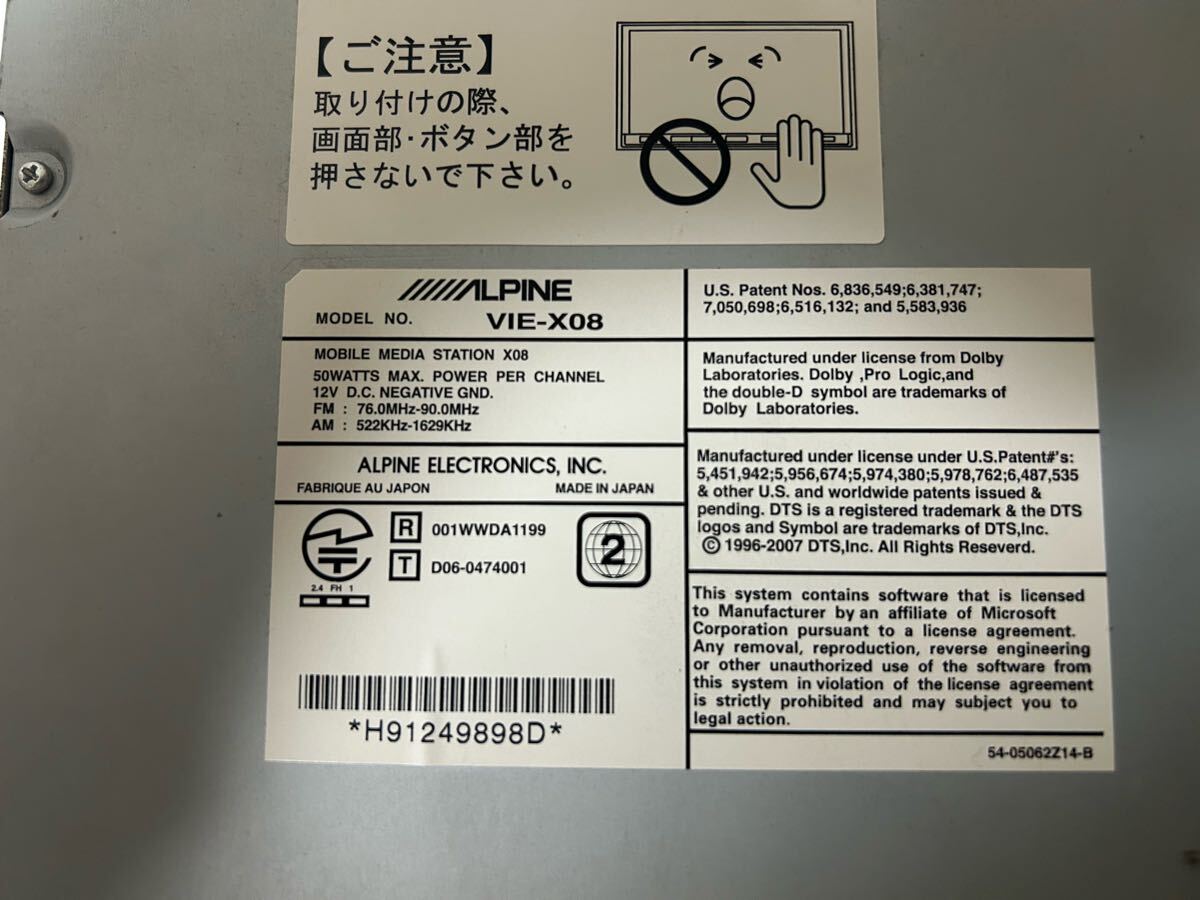 【ご注意】
取り付けの際、
画面部・ボタン部を
押さないで下さい。
ALPINE
MODEL NO. VIE-X08
MOBILE MEDIA STATION X08
50WATTS MAX. POWER PER CHANNEL
12V D.C. NEGATIVE GND.
FM : 76.0MHz-90.0MHz
AM : 522KHz-1629KHz
ALPINE ELECTRONICS, INC.
FABRIQUE AU JAPON MADE IN JAPAN
R 001WWDA1199
T D06-0474001
2
2.4 FH 1
*H91249898D*
U.S. Patent Nos. 6,836,549;6,381,747;
7,050,698;6,516,132; and 5,583,936
Manufactured under license from Dolby
Laboratories. Dolby ,Pro Logic,and
the double-D symbol are trademarks of
Dolby Laboratories.
Manufactured under license under U.S.Patent#'s:
5,451,942;5,956,674;5,974,380;5,978,762;6,487,535
& other U.S. and worldwide patents issued &
pending. DTS is a registered trademark & the DTS
logos and Symbol are trademarks of DTS,Inc.
© 1996-2007 DTS,Inc. All Rights Reseverd.
This system contains software that is licensed
to Manufacturer by an affiliate of Microsoft
Corporation pursuant to a license agreement.
Any removal, reproduction, reverse engineering
or other unauthorized use of the software from
this system in violation of the license agreement
is strictly prohibited and may subject you to
legal action.
54-05062Z14-B